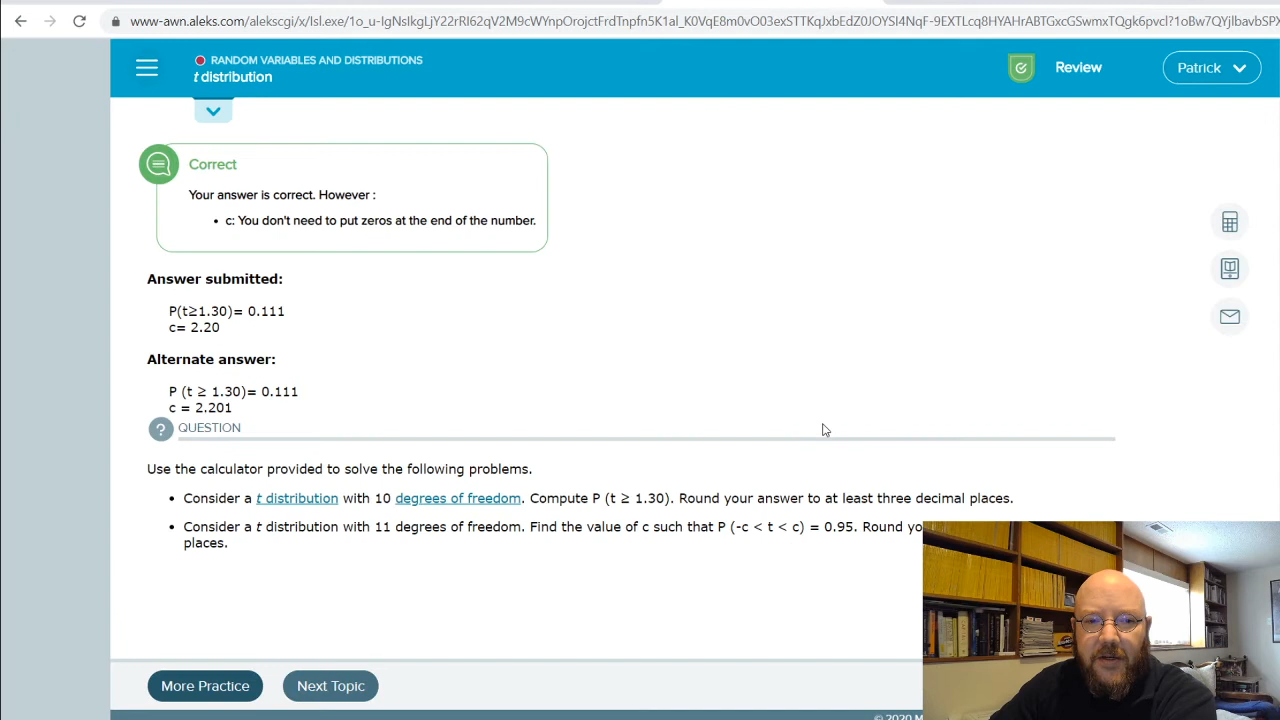 www-awn.aleks.com/alekscgi/x/Isl.exe/1o_u-IgNsIkgLjY22rRI62qV2M9cWYnpOrojctFrdTnpfn5K1al_K0VqE8m0vO03exSTTKqJxbEdZ0JOYSI4NqF-9EXTLcq8HYAHrABTGxcGSwmxTQgk6pvcl?1oBw7QYjlbavbSPX
RANDOM VARIABLES AND DISTRIBUTIONS
t distribution
Review
Patrick
Correct
Your answer is correct. However :
• c: You don't need to put zeros at the end of the number.
Answer submitted:
P(t≥1.30)= 0.111
c= 2.20
Alternate answer:
P (t ≥ 1.30)= 0.111
c = 2.201
? QUESTION
Use the calculator provided to solve the following problems.
• Consider a t distribution with 10 degrees of freedom. Compute P (t ≥ 1.30). Round your answer to at least three decimal places.
• Consider a t distribution with 11 degrees of freedom. Find the value of c such that P (-c < t < c) = 0.95. Round yo
places.
More Practice
Next Topic
© 2020 M